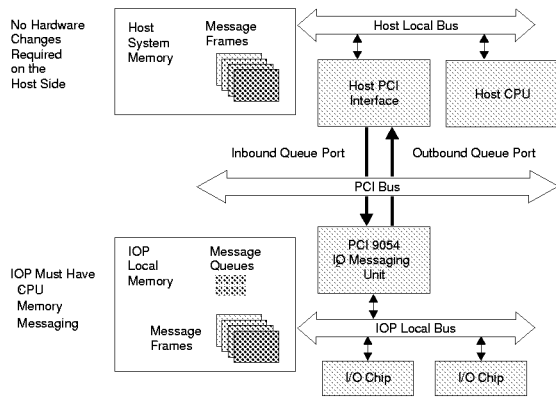 No Hardware
Changes
Required
on the
Host Side
Host
System
Memory
Message
Frames
Host Local Bus
Host PCI
Interface
Host CPU
Inbound Queue Port
Outbound Queue Port
PCI Bus
IOP Must Have
CPU
Memory
Messaging
IOP
Local
Memory
Message
Queues
Message
Frames
PCI 9054
I2O Messaging
Unit
IOP Local Bus
I/O Chip
I/O Chip